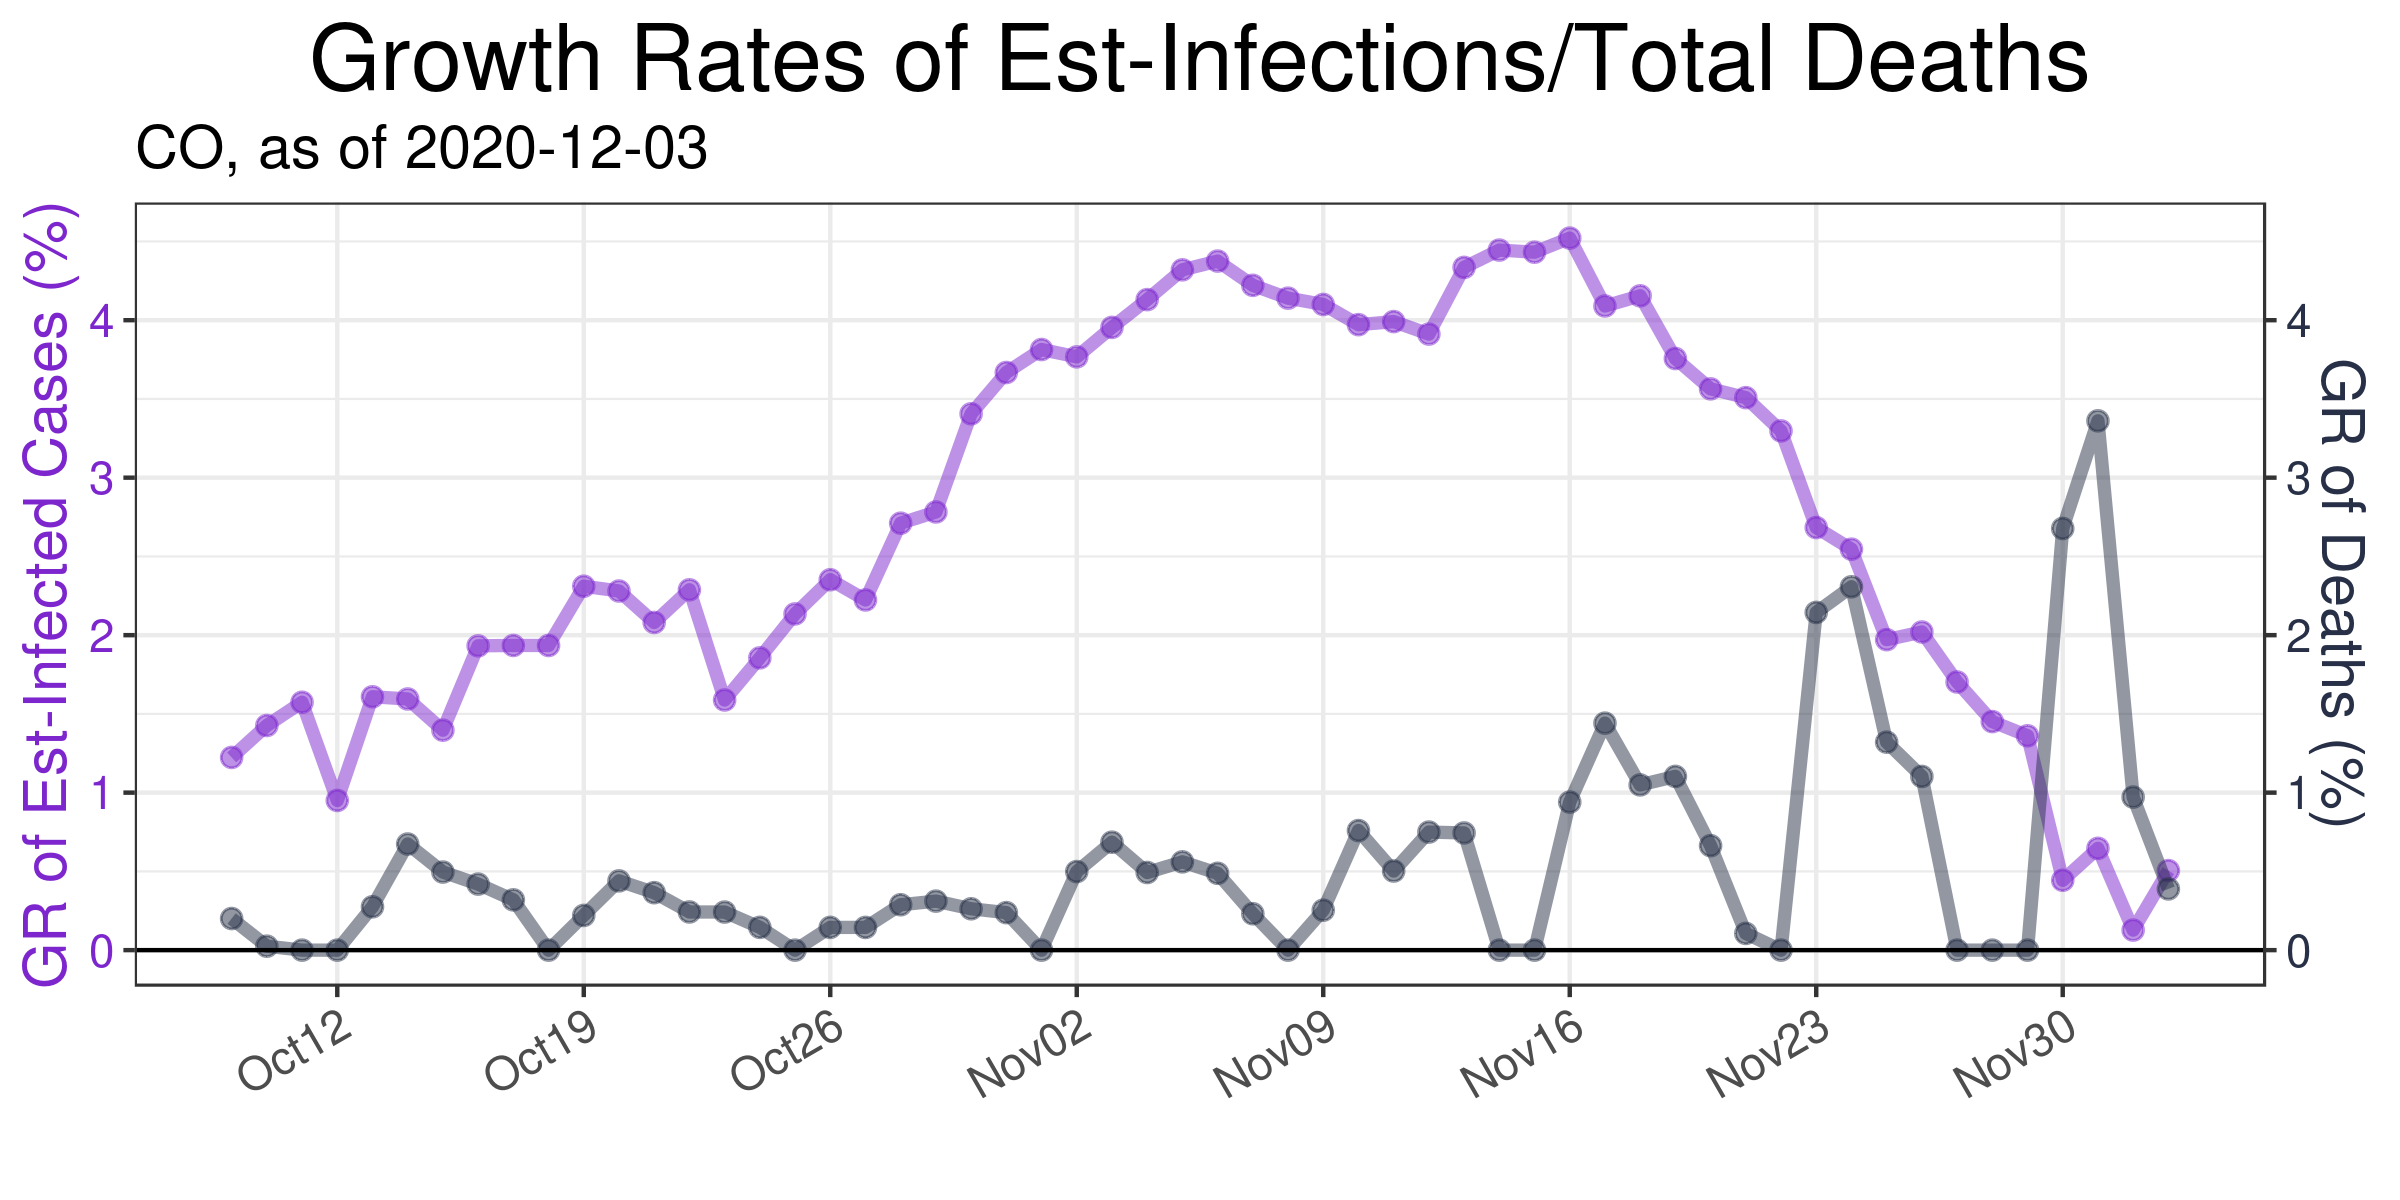 Growth Rates of Est-Infections/Total Deaths
CO, as of 2020-12-03
GR of Est-Infected Cases (%)
4
3
2
1
0
4
3
2
1
0
GR of Deaths (%)
Oct12
Oct19
Oct26
Nov02
Nov09
Nov16
Nov23
Nov30